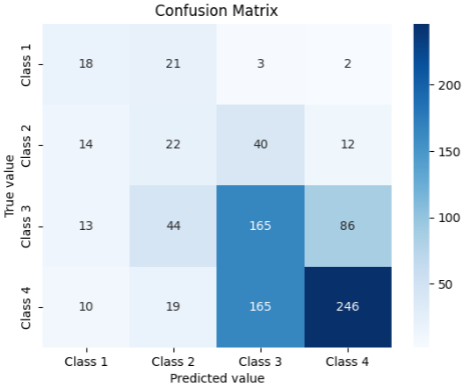 Confusion Matrix
True value
Class 1
18 21 3 2
Class 2
14 22 40 12
Class 3
13 44 165 86
Class 4
10 19 165 246
Class 1 Class 2 Class 3 Class 4
Predicted value
200
150
100
50